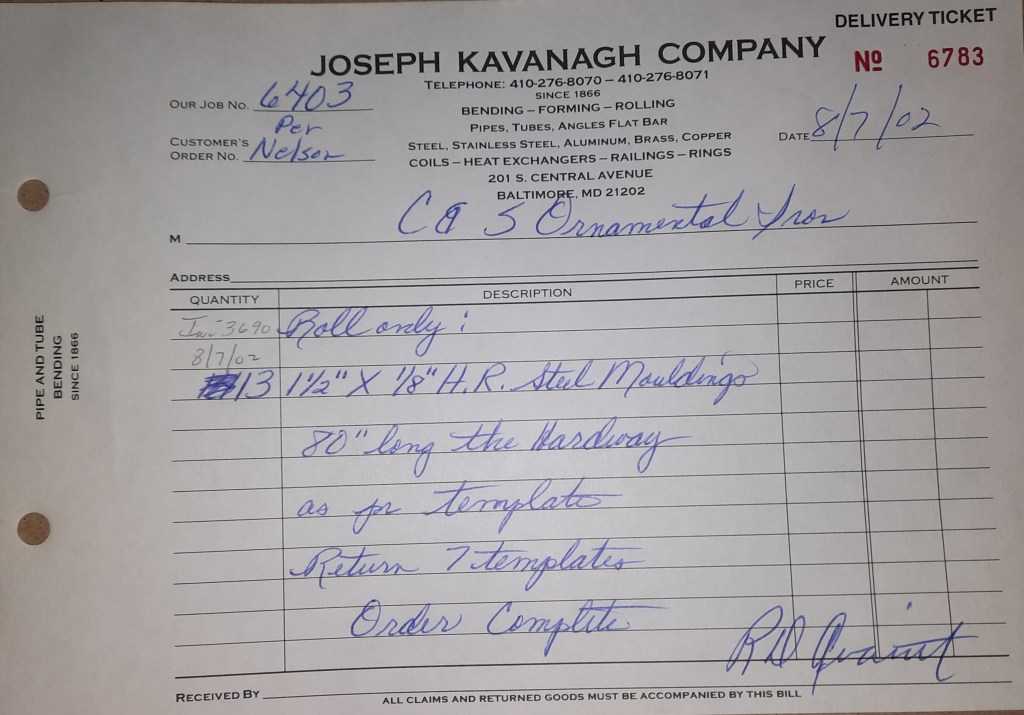 DELIVERY TICKET
JOSEPH KAVANAGH COMPANY
Nº 6783
TELEPHONE: 410-276-8070 – 410-276-8071
SINCE 1866
BENDING – FORMING – ROLLING
PIPES, TUBES, ANGLES FLAT BAR
STEEL, STAINLESS STEEL, ALUMINUM, BRASS, COPPER
COILS – HEAT EXCHANGERS – RAILINGS – RINGS
201 S. CENTRAL AVENUE
BALTIMORE, MD 21202
OUR JOB NO. 6403
Per
CUSTOMER'S ORDER NO. Nelson
DATE 8/7/02
M C & S Ornamental Iron
ADDRESS
QUANTITY DESCRIPTION PRICE AMOUNT
Inv 3690 Roll only:
8/7/02
13 1½" X 1/8" H.R. Steel Mouldings
80" long the Hardway
as pr template
Return 7 templates
Order Complete
RECEIVED BY
ALL CLAIMS AND RETURNED GOODS MUST BE ACCOMPANIED BY THIS BILL
PIPE AND TUBE
BENDING
SINCE 1866